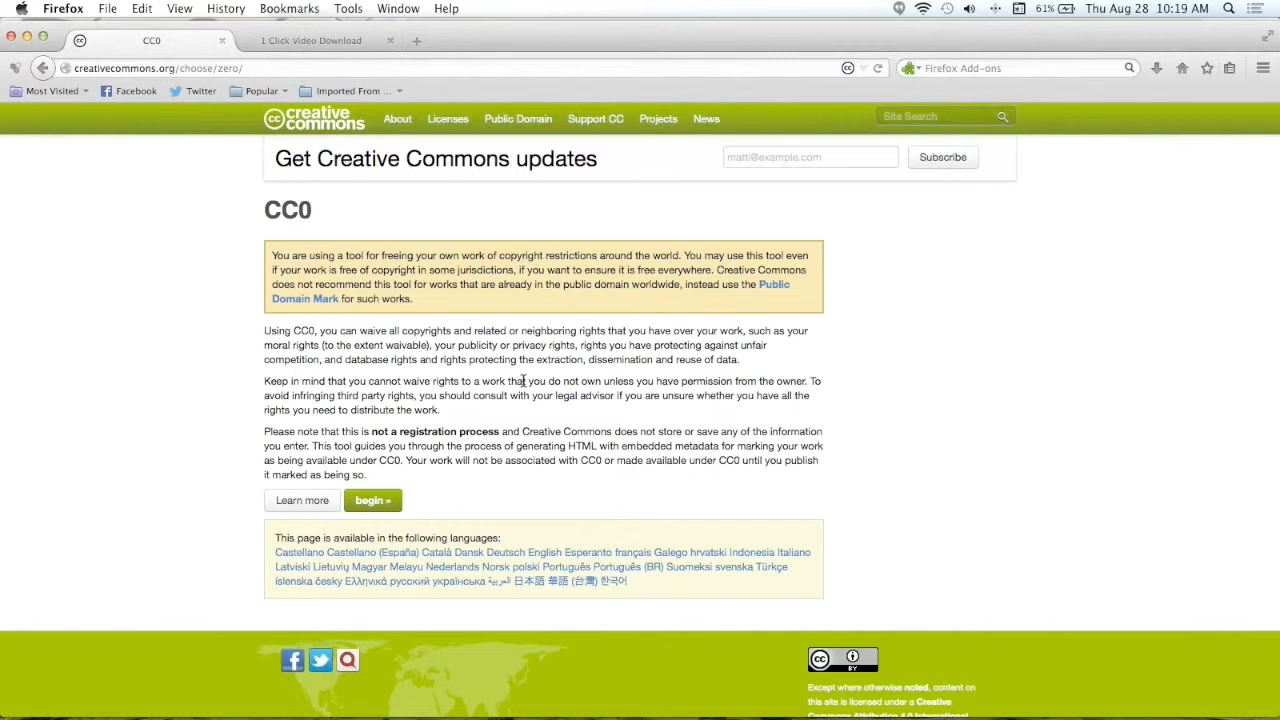 Firefox File Edit View History Bookmarks Tools Window Help 61% Thu Aug 28 10:19 AM
CC0 1 Click Video Download
creativecommons.org/choose/zero/ Firefox Add-ons
Most Visited Facebook Twitter Popular Imported From ...
cc creative commons About Licenses Public Domain Support CC Projects News Site Search
Get Creative Commons updates matt@example.com Subscribe
CC0
You are using a tool for freeing your own work of copyright restrictions around the world. You may use this tool even
if your work is free of copyright in some jurisdictions, if you want to ensure it is free everywhere. Creative Commons
does not recommend this tool for works that are already in the public domain worldwide, instead use the Public
Domain Mark for such works.
Using CC0, you can waive all copyrights and related or neighboring rights that you have over your work, such as your
moral rights (to the extent waivable), your publicity or privacy rights, rights you have protecting against unfair
competition, and database rights and rights protecting the extraction, dissemination and reuse of data.
Keep in mind that you cannot waive rights to a work that you do not own unless you have permission from the owner. To
avoid infringing third party rights, you should consult with your legal advisor if you are unsure whether you have all the
rights you need to distribute the work.
Please note that this is not a registration process and Creative Commons does not store or save any of the information
you enter. This tool guides you through the process of generating HTML with embedded metadata for marking your work
as being available under CC0. Your work will not be associated with CC0 or made available under CC0 until you publish
it marked as being so.
Learn more begin »
This page is available in the following languages:
Castellano Castellano (España) Català Dansk Deutsch English Esperanto français Galego hrvatski Indonesia Italiano
Latviski Lietuvių Magyar Melayu Nederlands Norsk polski Português Português (BR) Suomeksi svenska Türkçe
íslenska česky Ελληνικά русский українська العربية 日本語 華語 (台灣) 한국어
cc BY
Except where otherwise noted, content on
this site is licensed under a Creative
Commons Attribution 4.0 International